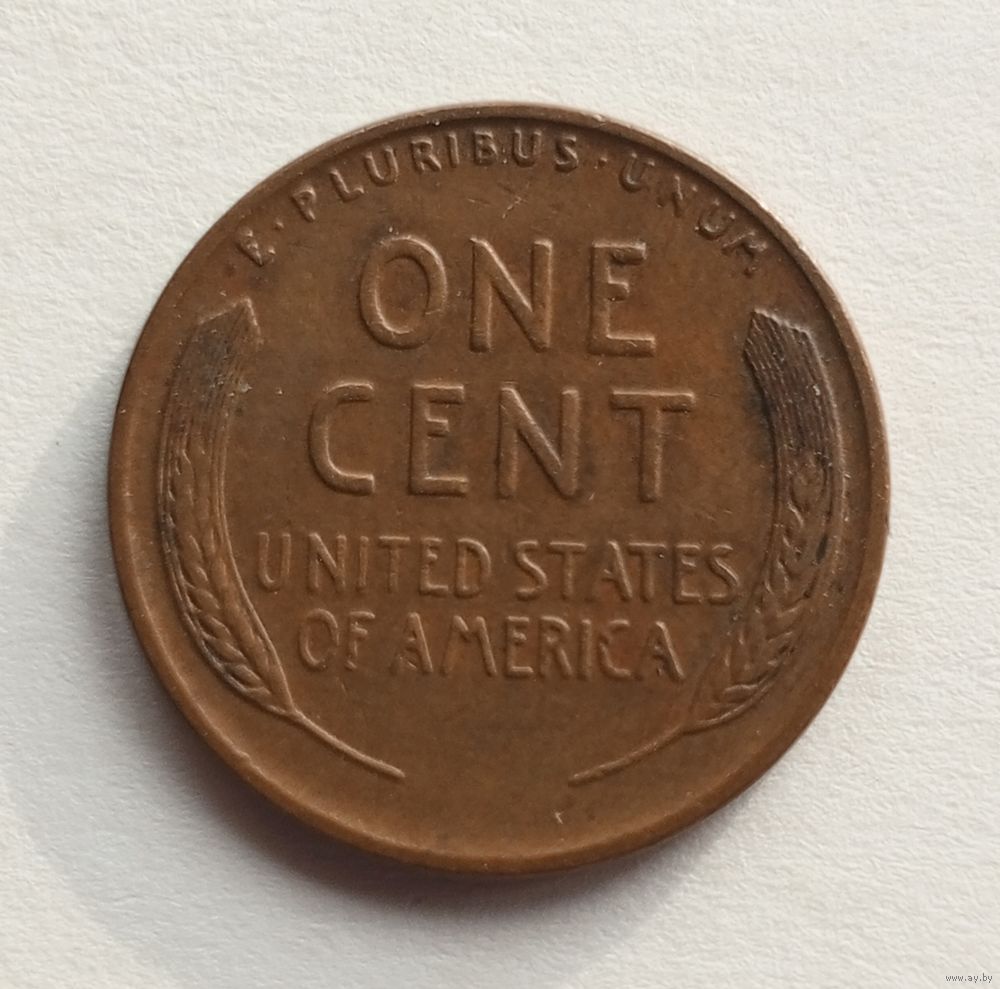 E · PLURIBUS · UNUM
ONE
CENT
UNITED STATES
OF AMERICA
www.ay.by